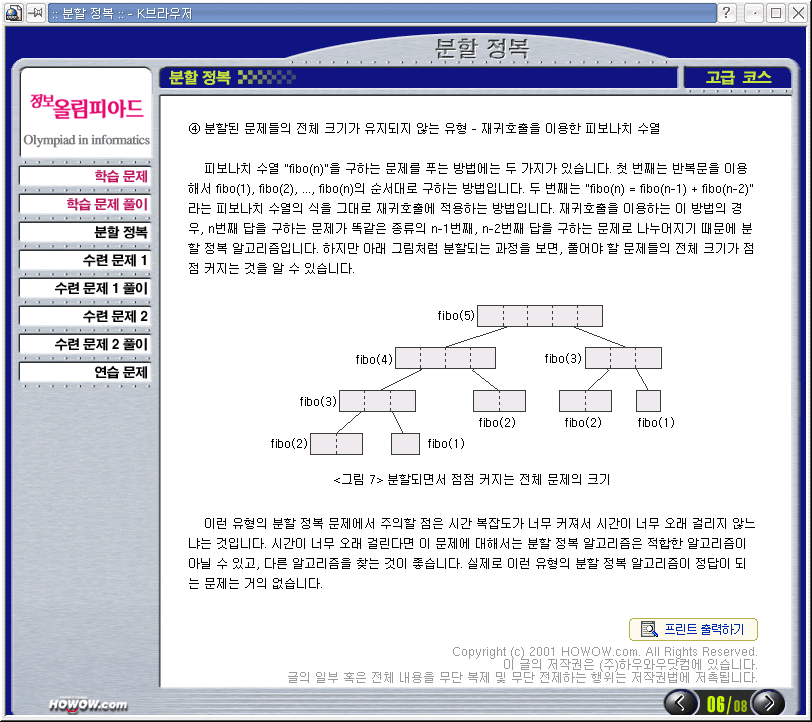 :: 분할 정복 :: - K브라우저
분할 정복
정보올림피아드
Olympiad in informatics
학습 문제
학습 문제 풀이
분할 정복
수련 문제 1
수련 문제 1 풀이
수련 문제 2
수련 문제 2 풀이
연습 문제
분할 정복
고급 코스
④ 분할된 문제들의 전체 크기가 유지되지 않는 유형 - 재귀호출을 이용한 피보나치 수열
피보나치 수열 "fibo(n)"을 구하는 문제를 푸는 방법에는 두 가지가 있습니다. 첫 번째는 반복문을 이용
해서 fibo(1), fibo(2), ..., fibo(n)의 순서대로 구하는 방법입니다. 두 번째는 "fibo(n) = fibo(n-1) + fibo(n-2)"
라는 피보나치 수열의 식을 그대로 재귀호출에 적용하는 방법입니다. 재귀호출을 이용하는 이 방법의 경
우, n번째 답을 구하는 문제가 똑같은 종류의 n-1번째, n-2번째 답을 구하는 문제로 나누어지기 때문에 분
할 정복 알고리즘입니다. 하지만 아래 그림처럼 분할되는 과정을 보면, 풀어야 할 문제들의 전체 크기가 점
점 커지는 것을 알 수 있습니다.
fibo(5)
fibo(4)
fibo(3)
fibo(3)
fibo(2)
fibo(2)
fibo(1)
fibo(2)
fibo(1)
<그림 7> 분할되면서 점점 커지는 전체 문제의 크기
이런 유형의 분할 정복 문제에서 주의할 점은 시간 복잡도가 너무 커져서 시간이 너무 오래 걸리지 않느
냐는 것입니다. 시간이 너무 오래 걸린다면 이 문제에 대해서는 분할 정복 알고리즘은 적합한 알고리즘이
아닐 수 있고, 다른 알고리즘을 찾는 것이 좋습니다. 실제로 이런 유형의 분할 정복 알고리즘이 정답이 되
는 문제는 거의 없습니다.
프린트 출력하기
Copyright (c) 2001 HOWOW.com. All Rights Reserved.
이 글의 저작권은 (주)하우와우닷컴에 있습니다.
글의 일부 혹은 전체 내용을 무단 복제 및 무단 전제하는 행위는 저작권법에 저촉됩니다.
HOWOW.com
06/08